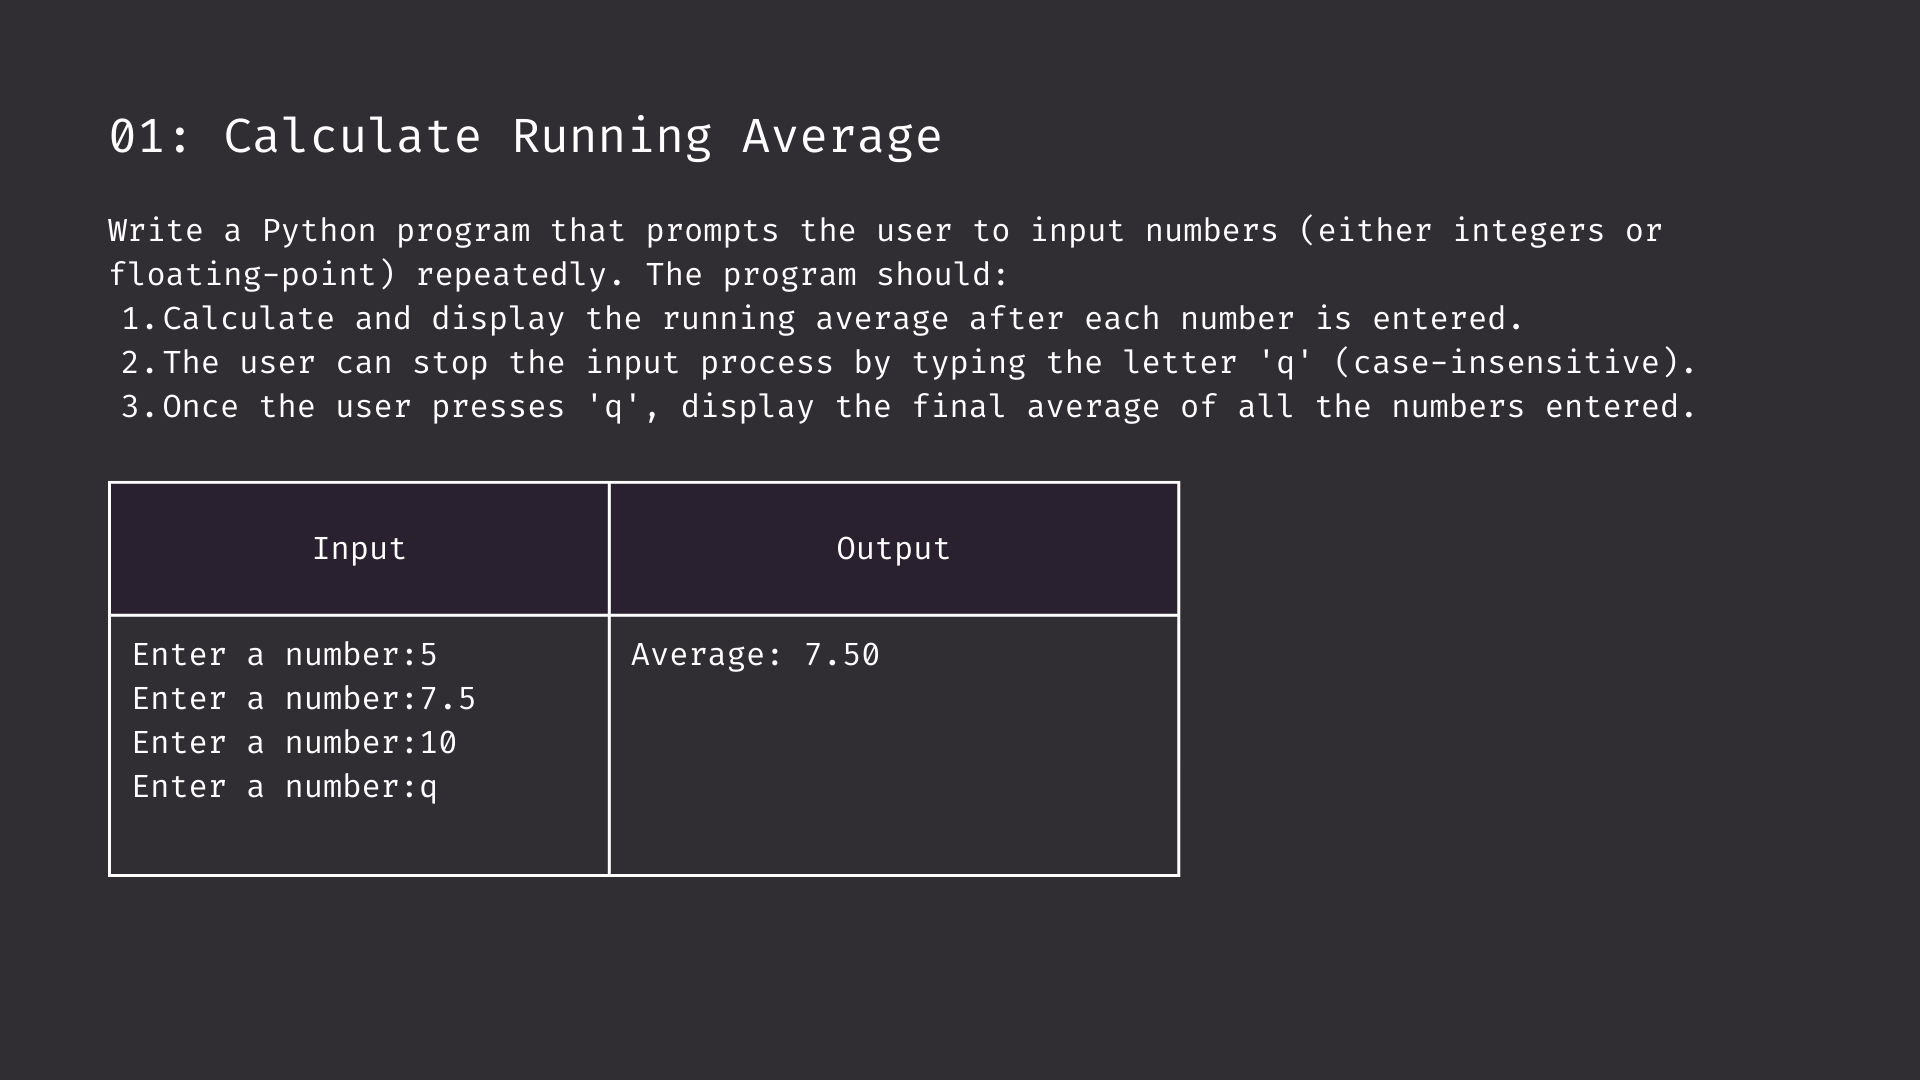 01: Calculate Running Average
Write a Python program that prompts the user to input numbers (either integers or
floating-point) repeatedly. The program should:
1.Calculate and display the running average after each number is entered.
2.The user can stop the input process by typing the letter 'q' (case-insensitive).
3.Once the user presses 'q', display the final average of all the numbers entered.
Input
Output
Enter a number:5
Enter a number:7.5
Enter a number:10
Enter a number:q
Average: 7.50